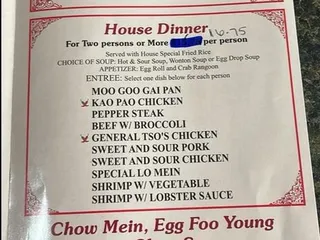 House Dinner
16.75
For Two persons or More per person
Served with House Special Fried Rice
CHOICE OF SOUP: Hot & Sour Soup, Wonton Soup or Egg Drop Soup
APPETIZER: Egg Roll and Crab Rangoon
ENTREE: Select one dish below for each person
MOO GOO GAI PAN
KAO PAO CHICKEN
PEPPER STEAK
BEEF W/ BROCCOLI
GENERAL TSO'S CHICKEN
SWEET AND SOUR PORK
SWEET AND SOUR CHICKEN
SPECIAL LO MEIN
SHRIMP W/ VEGETABLE
SHRIMP W/ LOBSTER SAUCE
Chow Mein, Egg Foo Young